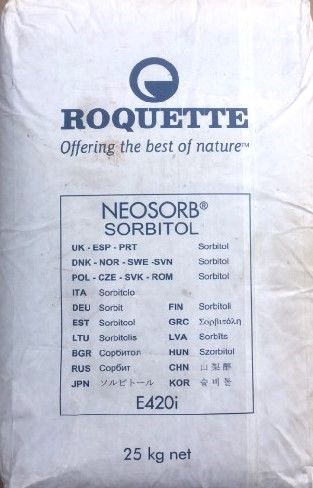 ROQUETTE
Offering the best of nature™
NEOSORB®
SORBITOL
UK - ESP - PRT Sorbitol
DNK - NOR - SWE - SVN Sorbitol
POL - CZE - SVK - ROM Sorbitol
ITA Sorbitolo
DEU Sorbit FIN Sorbitoli
EST Sorbitool GRC Σορβιτόλη
LTU Sorbitolis LVA Sorbīts
BGR Сорбитол HUN Szorbitol
RUS Сорбит CHN 山梨醇
JPN ソルビトール KOR 솔비톨
E420i
25 kg net